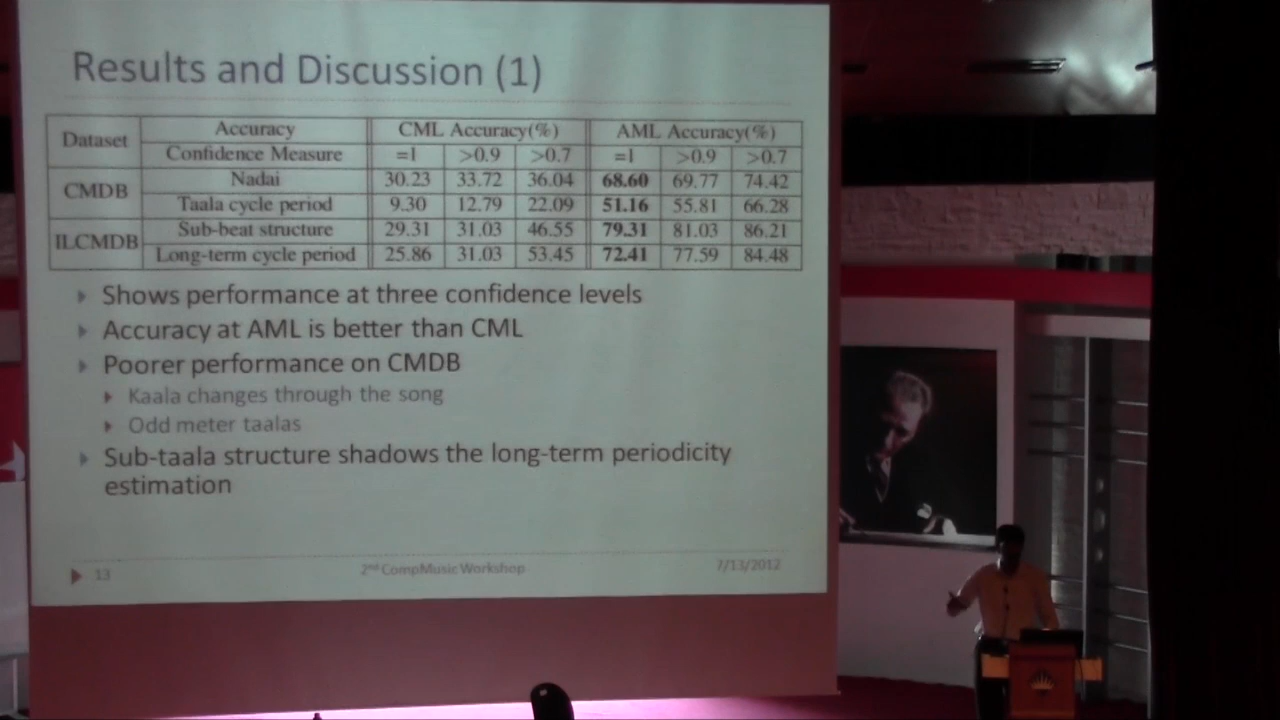 Results and Discussion (1)
Dataset Accuracy CML Accuracy(%) AML Accuracy(%)
Confidence Measure =1 >0.9 >0.7 =1 >0.9 >0.7
CMDB Nadai 30.23 33.72 36.04 68.60 69.77 74.42
Taala cycle period 9.30 12.79 22.09 51.16 55.81 66.28
ILCMDB Sub-beat structure 29.31 31.03 46.55 79.31 81.03 86.21
Long-term cycle period 25.86 31.03 53.45 72.41 77.59 84.48
Shows performance at three confidence levels
Accuracy at AML is better than CML
Poorer performance on CMDB
Kaala changes through the song
Odd meter taalas
Sub-taala structure shadows the long-term periodicity
estimation
13 2nd CompMusic Workshop 7/13/2012